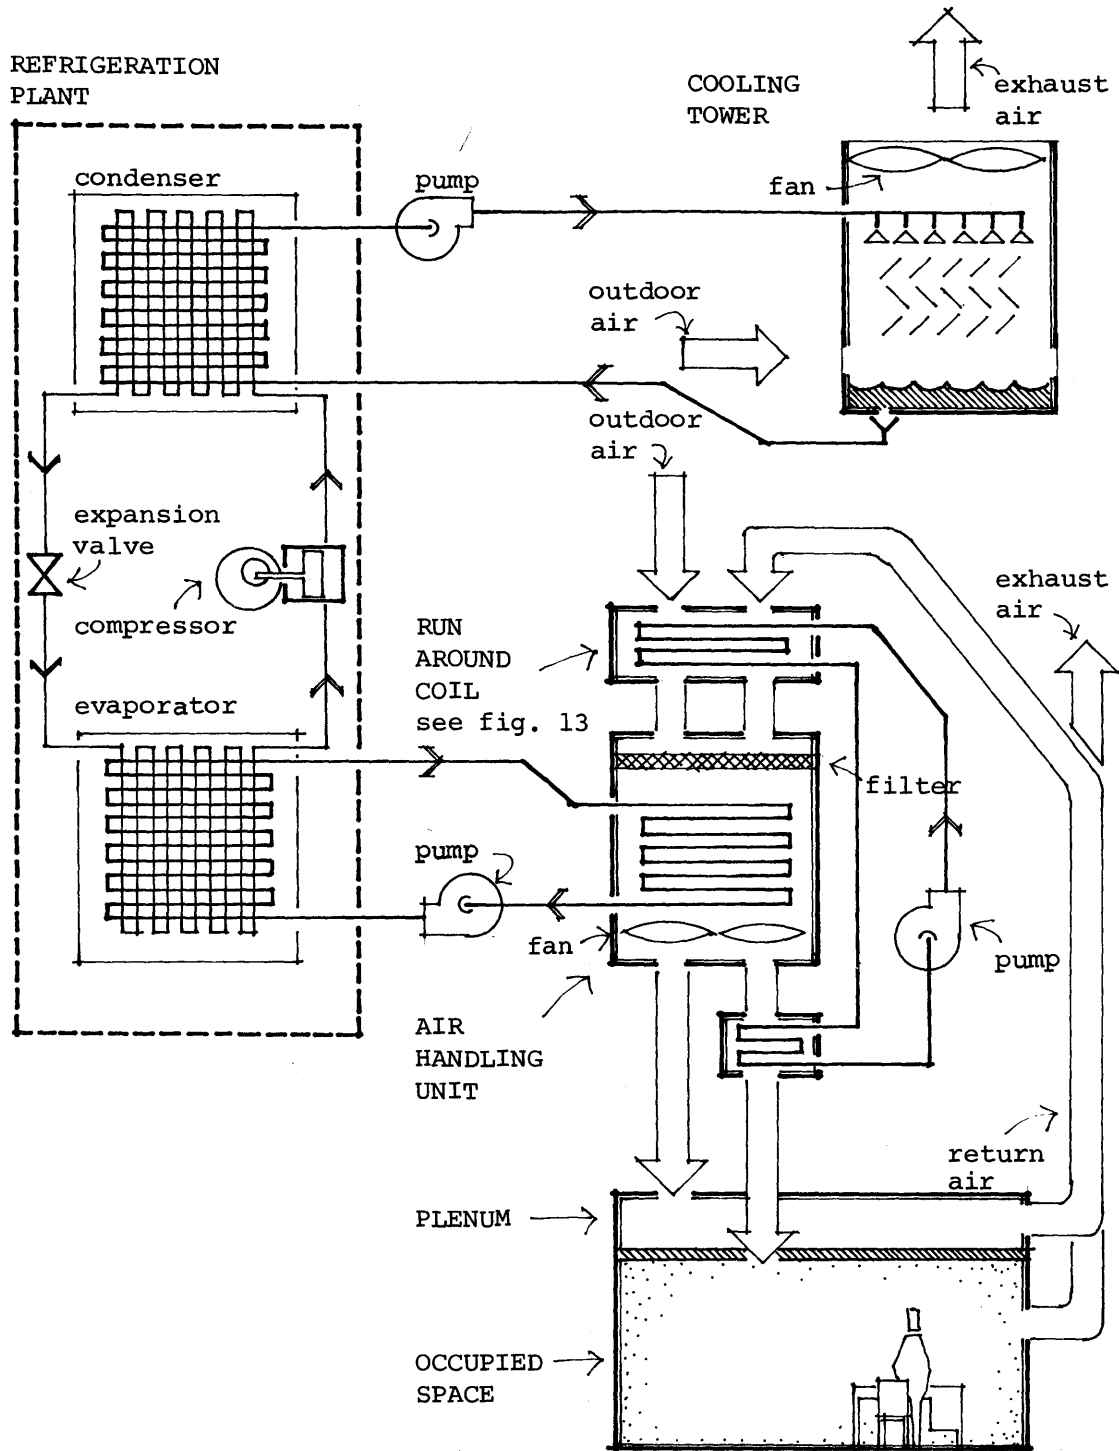 REFRIGERATION
PLANT
COOLING
TOWER
exhaust
air
condenser
pump
fan
outdoor
air
outdoor
air
expansion
valve
compressor
exhaust
air
RUN
AROUND
COIL
see fig. 13
evaporator
filter
pump
fan
pump
AIR
HANDLING
UNIT
return
air
PLENUM
OCCUPIED
SPACE